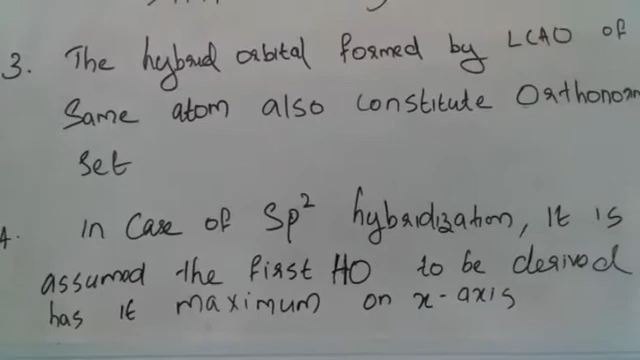 3. The hybrid orbital formed by LCAO of
Same atom also constitute Orthonorm
Set
4. in Case of Sp² hybridization, it is
assumed the first HO to be derived
has it maximum on x-axis